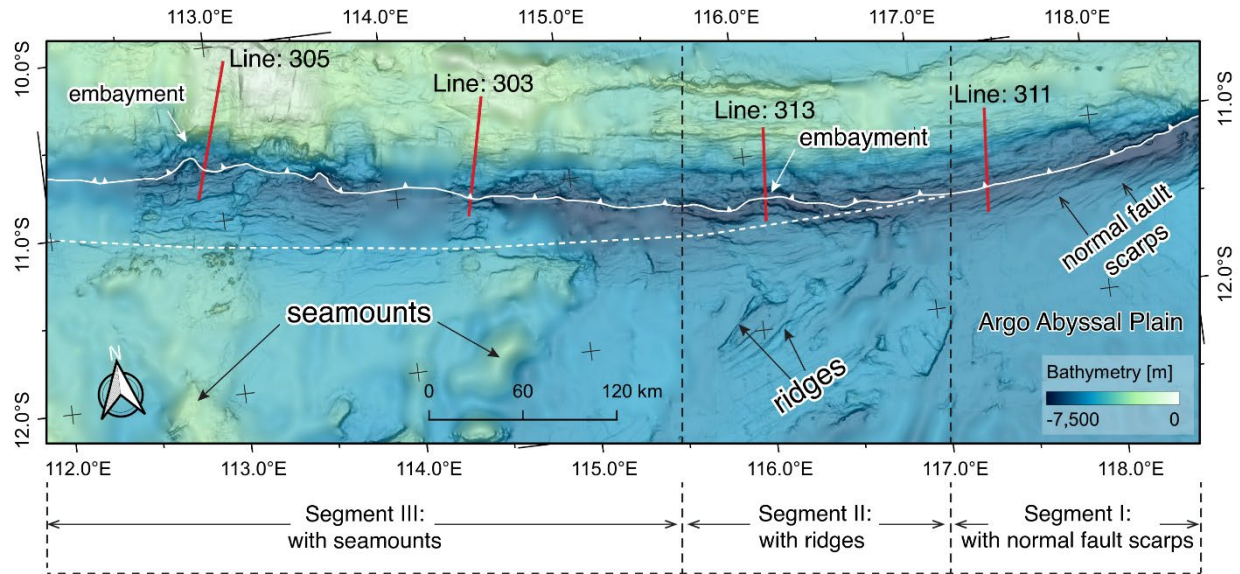 113.0°E 114.0°E 115.0°E 116.0°E 117.0°E 118.0°E
10.0°S
11.0°S
12.0°S
11.0°S
12.0°S
Line: 305
embayment
Line: 303
Line: 313
embayment
Line: 311
normal fault
scarps
seamounts
ridges
Argo Abyssal Plain
N
0 60 120 km
Bathymetry [m]
-7,500 0
112.0°E 113.0°E 114.0°E 115.0°E 116.0°E 117.0°E 118.0°E
Segment III:
with seamounts
Segment II:
with ridges
Segment I:
with normal fault scarps